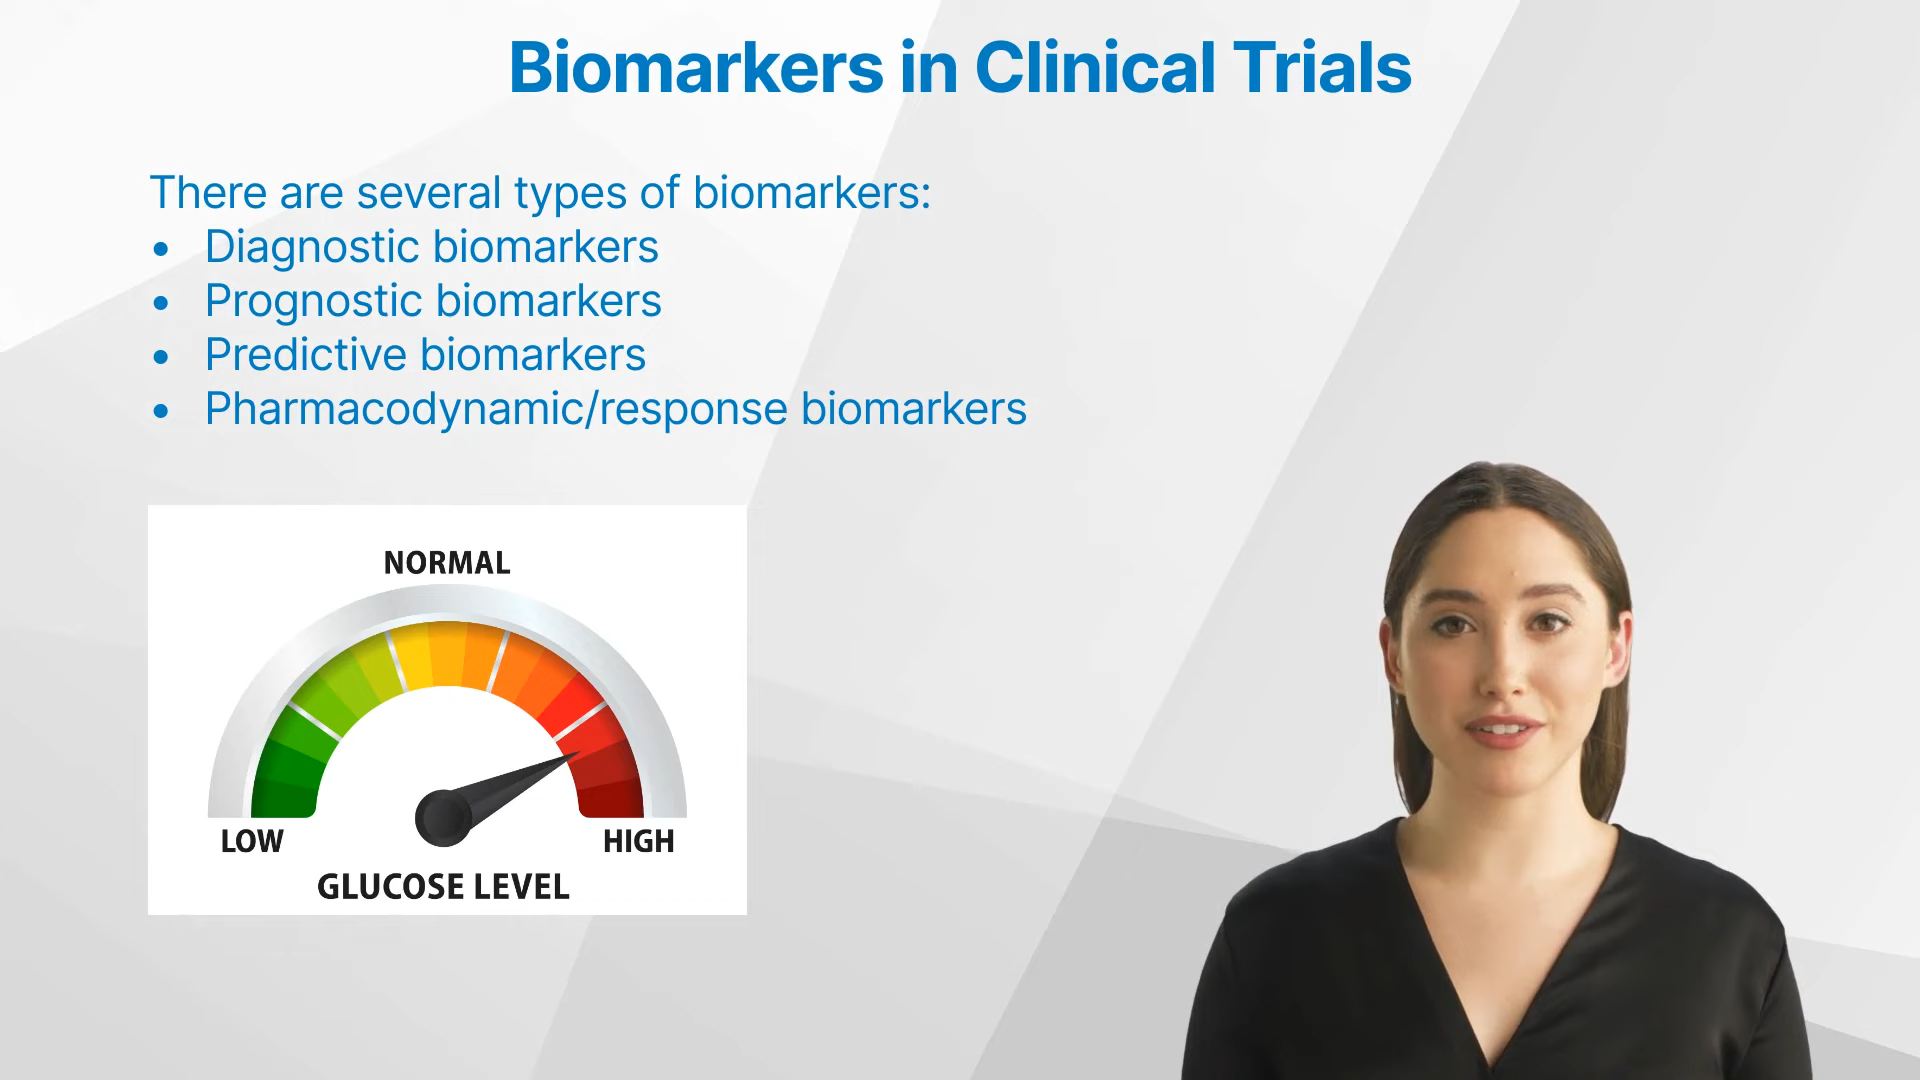 Biomarkers in Clinical Trials
There are several types of biomarkers:
• Diagnostic biomarkers
• Prognostic biomarkers
• Predictive biomarkers
• Pharmacodynamic/response biomarkers
NORMAL
LOW
HIGH
GLUCOSE LEVEL